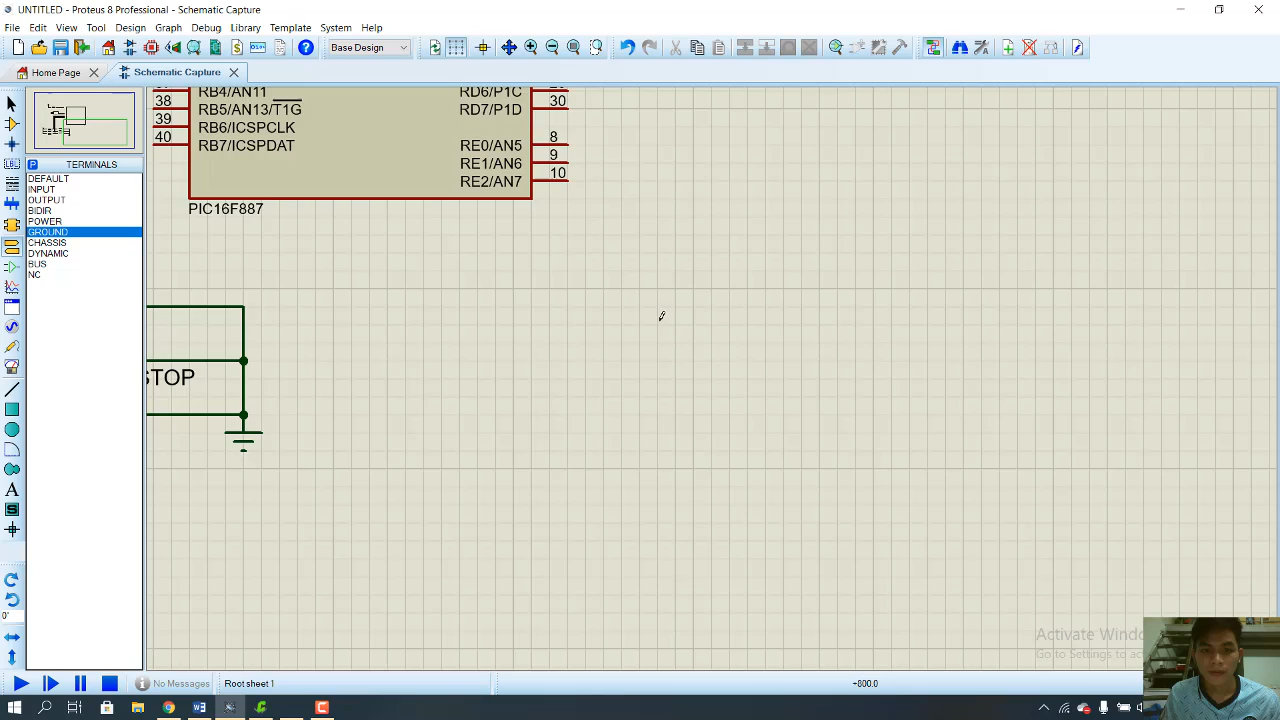 UNTITLED - Proteus 8 Professional - Schematic Capture
File Edit View Tool Design Graph Debug Library Template System Help
Base Design
Home Page
Schematic Capture
P TERMINALS
DEFAULT
INPUT
OUTPUT
BIDIR
POWER
GROUND
CHASSIS
DYNAMIC
BUS
NC
RB4/AN11
38 RB5/AN13/T1G
39 RB6/ICSPCLK
40 RB7/ICSPDAT
RD6/P1C
RD7/P1D 30
RE0/AN5 8
RE1/AN6 9
RE2/AN7 10
PIC16F887
STOP
0°
Activate Windo
Go to Settings to
No Messages
Root sheet 1
+800.0